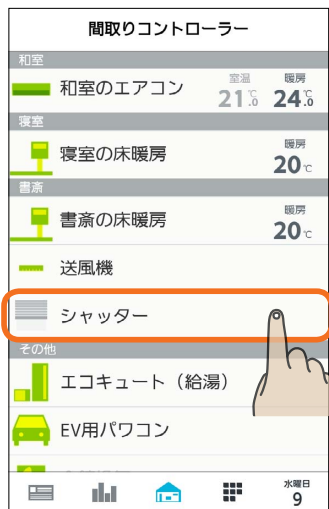 間取りコントローラー
和室
和室のエアコン 室温 21.0℃ 暖房 24.0℃
寝室
寝室の床暖房 暖房 20℃
書斎
書斎の床暖房 暖房 20℃
送風機
シャッター
その他
エコキュート（給湯）
EV用パワコン
水曜日
9